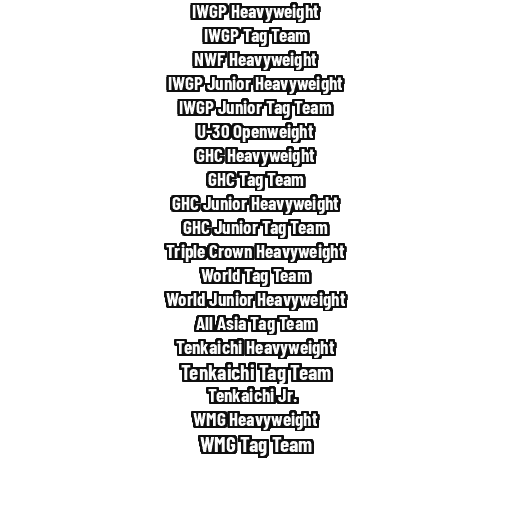 IWGP Heavyweight
IWGP Tag Team
NWF Heavyweight
IWGP Junior Heavyweight
IWGP Junior Tag Team
U-30 Openweight
GHC Heavyweight
GHC Tag Team
GHC Junior Heavyweight
GHC Junior Tag Team
Triple Crown Heavyweight
World Tag Team
World Junior Heavyweight
All Asia Tag Team
Tenkaichi Heavyweight
Tenkaichi Tag Team
Tenkaichi Jr.
WMG Heavyweight
WMG Tag Team